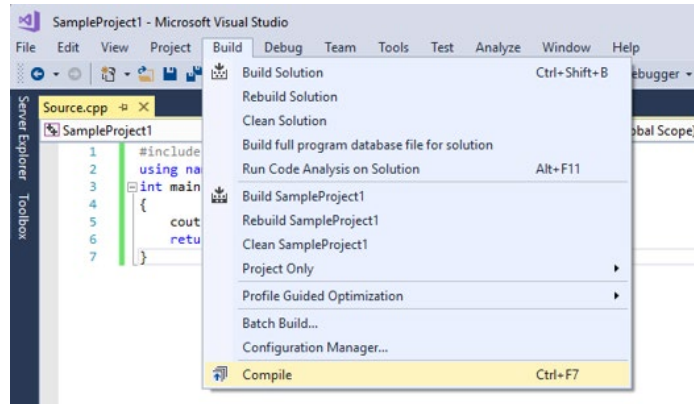 SampleProject1 - Microsoft Visual Studio
File Edit View Project Build Debug Team Tools Test Analyze Window Help
Build Solution Ctrl+Shift+B
Rebuild Solution
Clean Solution
Build full program database file for solution
Run Code Analysis on Solution Alt+F11
Build SampleProject1
Rebuild SampleProject1
Clean SampleProject1
Project Only
Profile Guided Optimization
Batch Build...
Configuration Manager...
Compile Ctrl+F7
ebugger
Server Explorer
Toolbox
Source.cpp
SampleProject1
obal Scope)
1 #include
2 using na
3 int main
4 {
5 cout
6 retu
7 }